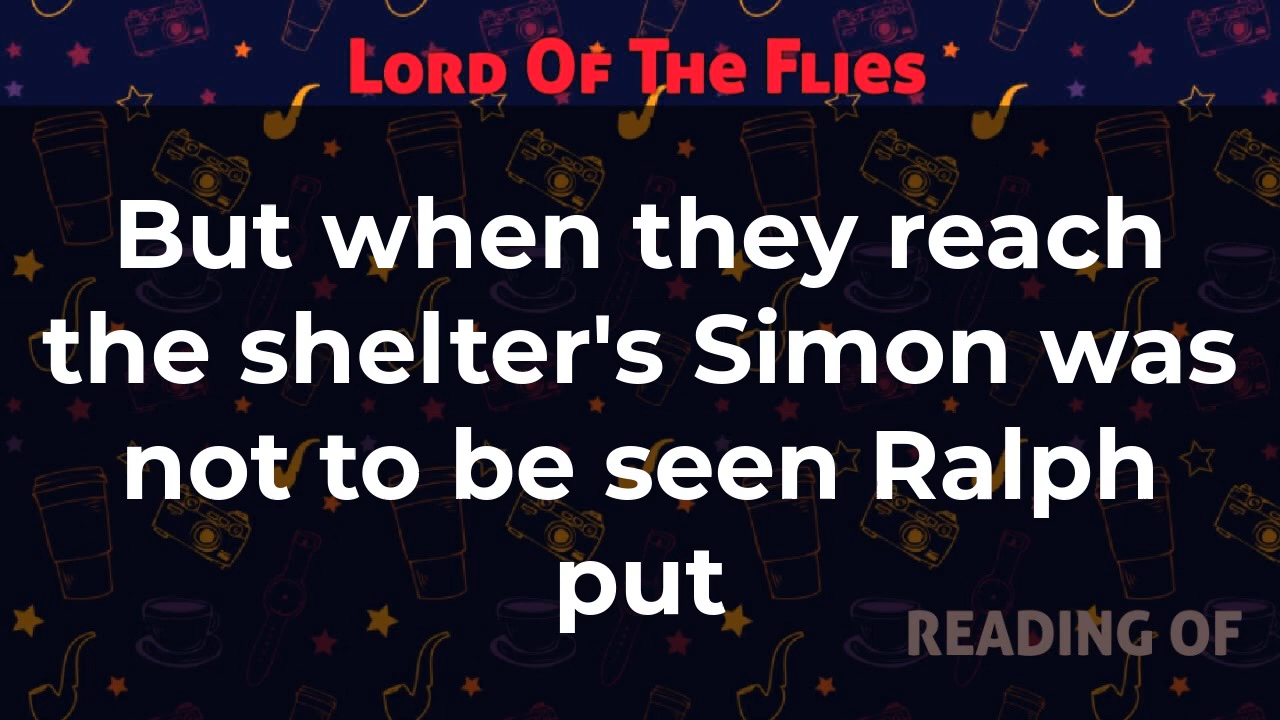 Lord Of The Flies
But when they reach
the shelter's Simon was
not to be seen Ralph
put
READING OF